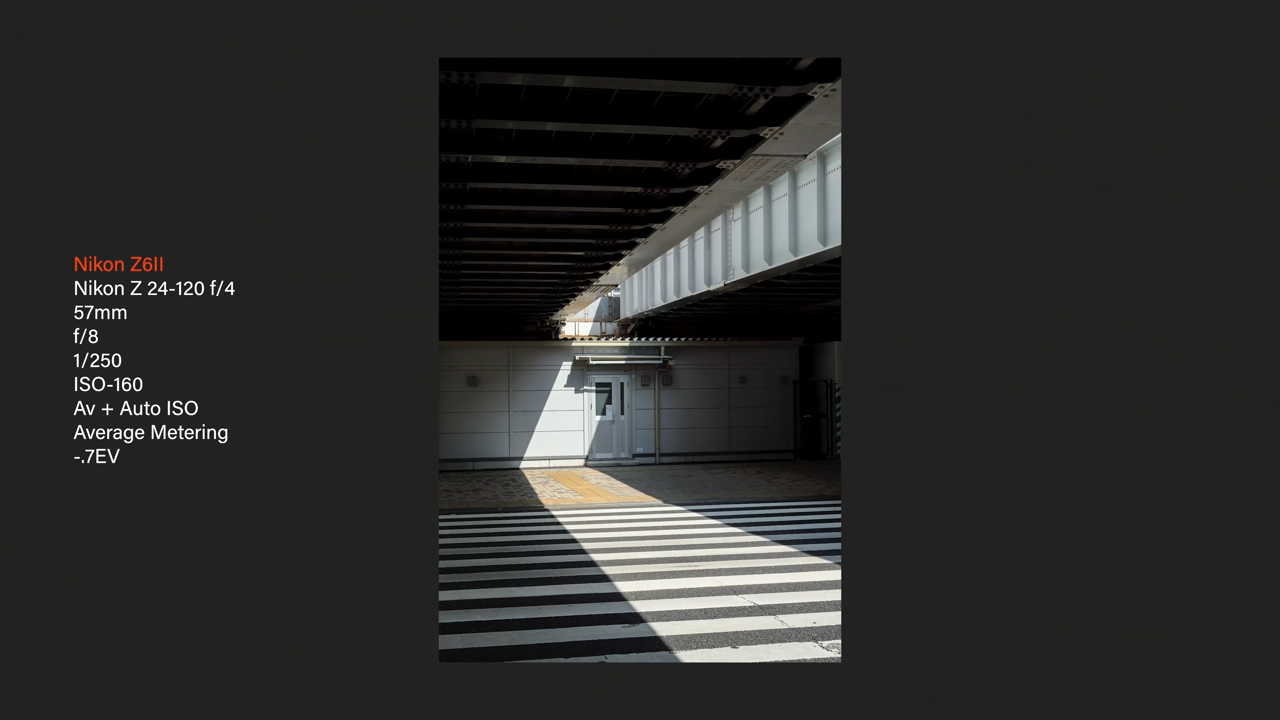 Nikon Z6II
Nikon Z 24-120 f/4
57mm
f/8
1/250
ISO-160
Av + Auto ISO
Average Metering
-.7EV